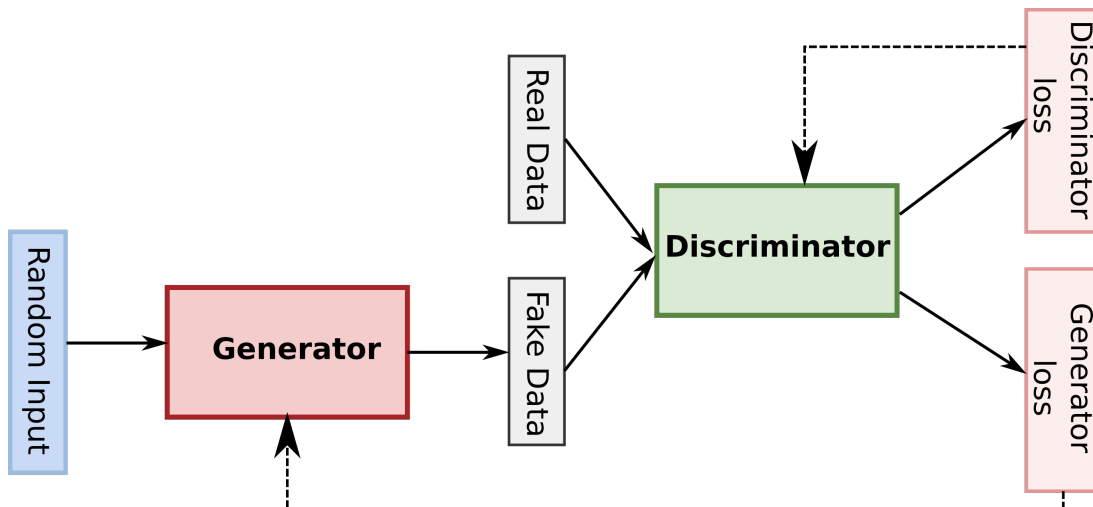 Random Input
Generator
Real Data
Fake Data
Discriminator
Discriminator
loss
Generator
loss